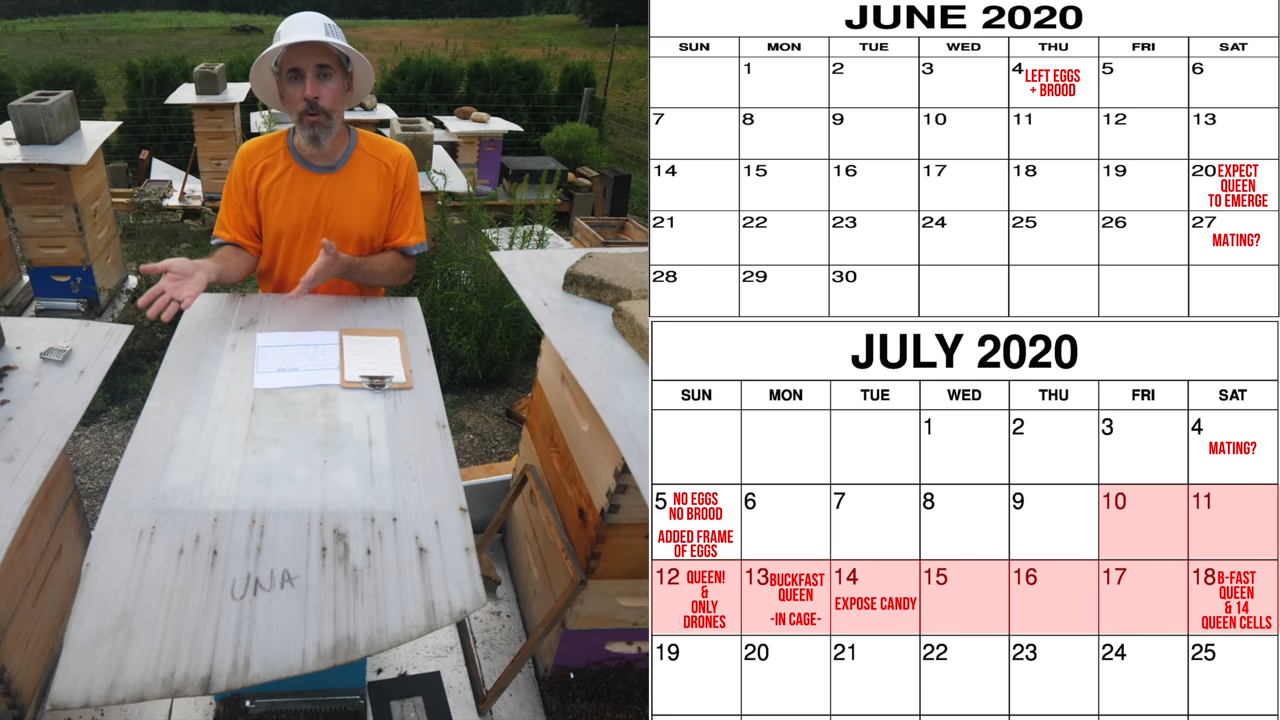 UNA
JUNE 2020
SUN MON TUE WED THU FRI SAT
1 2 3 4 LEFT EGGS 5 6
+ BROOD
7 8 9 10 11 12 13
14 15 16 17 18 19 20 EXPECT
QUEEN
TO EMERGE
21 22 23 24 25 26 27
MATING?
28 29 30
JULY 2020
SUN MON TUE WED THU FRI SAT
1 2 3 4
MATING?
5 NO EGGS 6 7 8 9 10 11
NO BROOD
ADDED FRAME
OF EGGS
12 QUEEN! 13 BUCKFAST 14 15 16 17 18 B-FAST
& QUEEN EXPOSE CANDY QUEEN
ONLY -IN CAGE- & 14
DRONES QUEEN CELLS
19 20 21 22 23 24 25